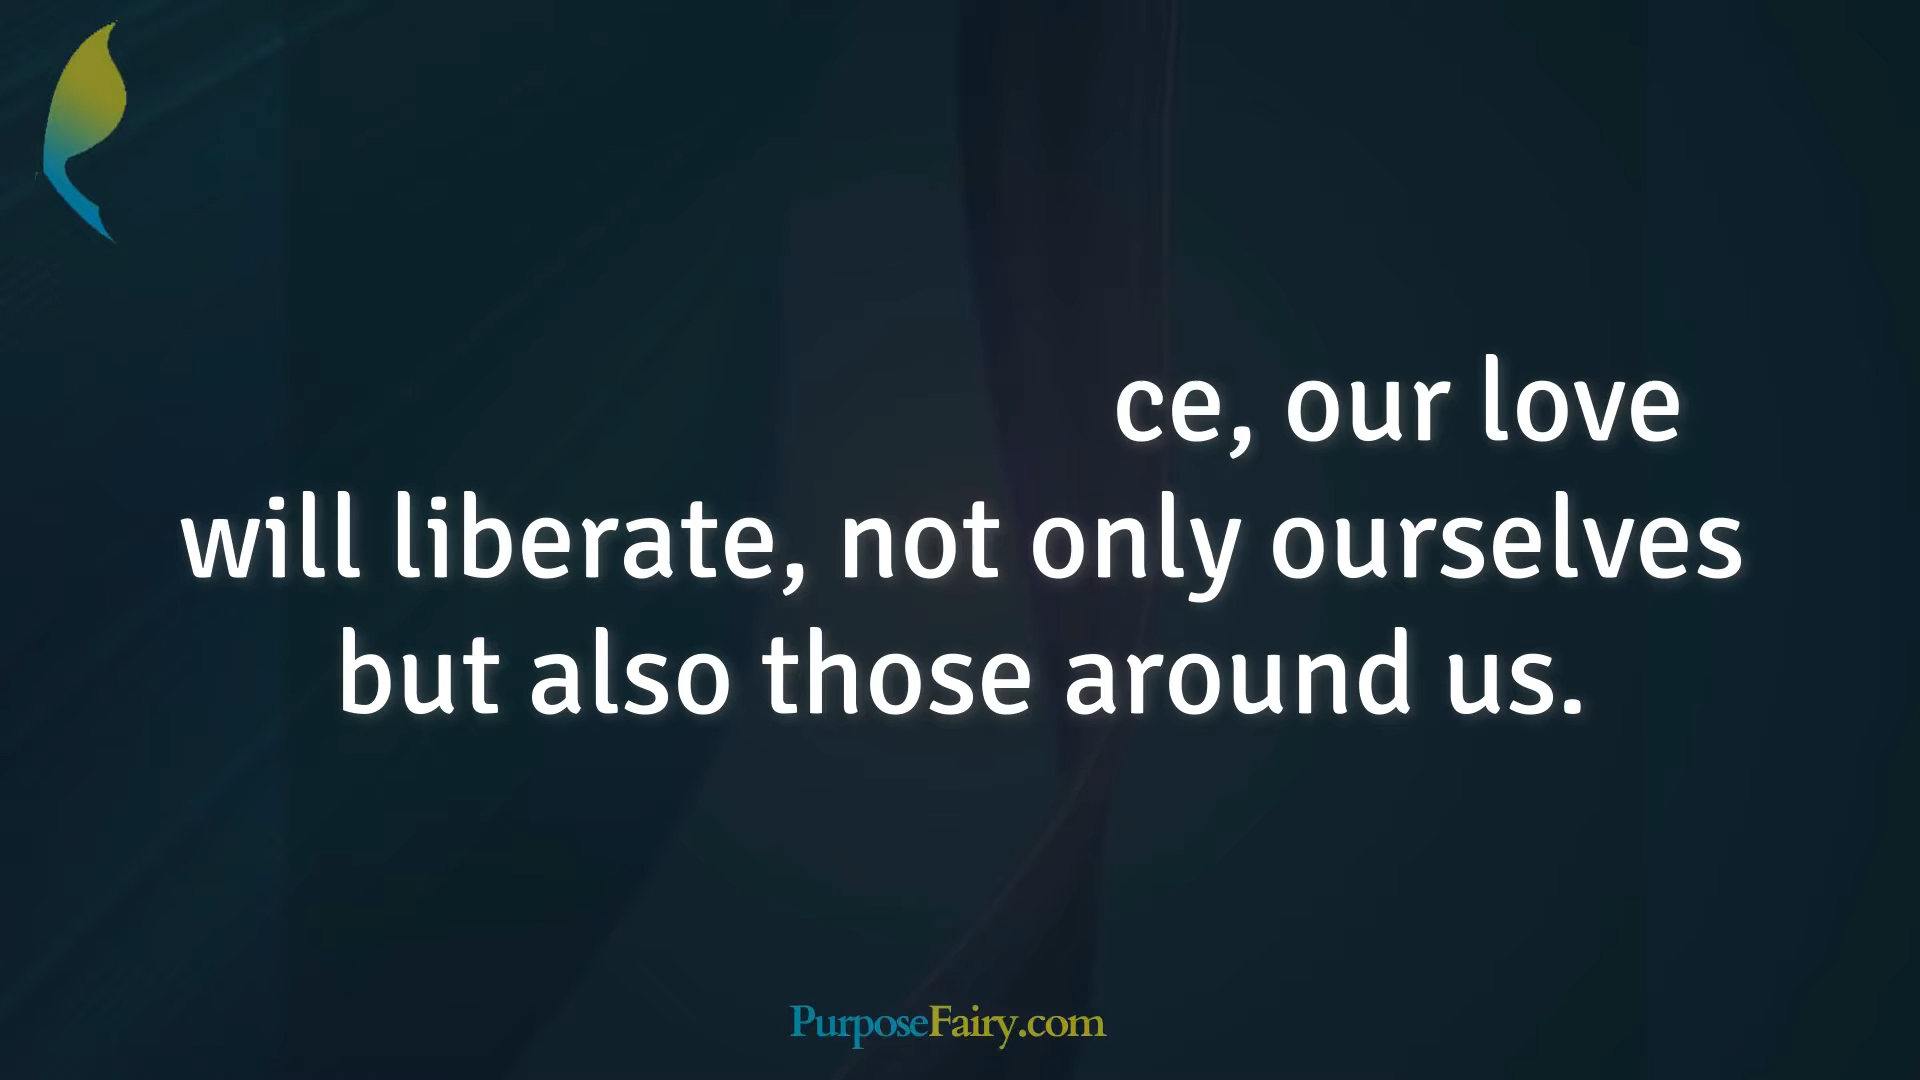 ce, our love
will liberate, not only ourselves
but also those around us.
PurposeFairy.com